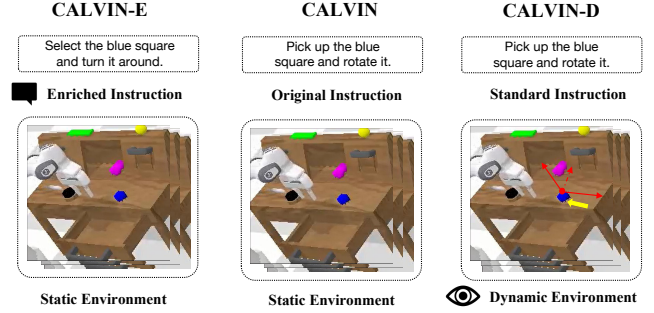 CALVIN-E
CALVIN
CALVIN-D
Select the blue square
and turn it around.
Pick up the blue
square and rotate it.
Pick up the blue
square and rotate it.
Enriched Instruction
Original Instruction
Standard Instruction
Static Environment
Static Environment
Dynamic Environment